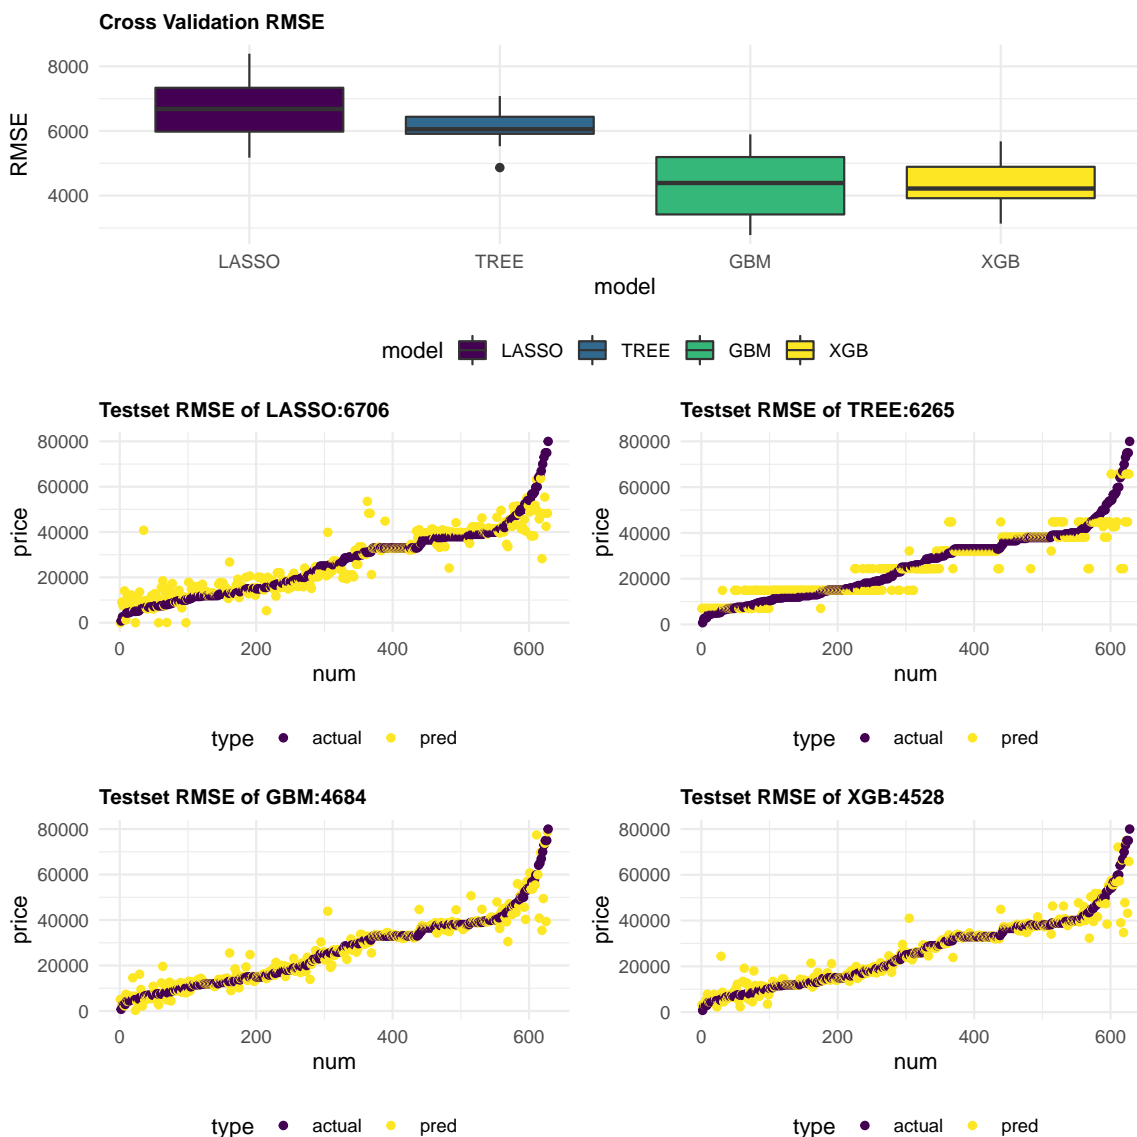 Cross Validation RMSE
8000
6000
4000
RMSE
LASSO TREE GBM XGB
model
model LASSO TREE GBM XGB
Testset RMSE of LASSO:6706
80000
60000
40000
20000
0
price
0 200 400 600
num
type actual pred
Testset RMSE of TREE:6265
80000
60000
40000
20000
0
price
0 200 400 600
num
type actual pred
Testset RMSE of GBM:4684
80000
60000
40000
20000
0
price
0 200 400 600
num
type actual pred
Testset RMSE of XGB:4528
80000
60000
40000
20000
0
price
0 200 400 600
num
type actual pred